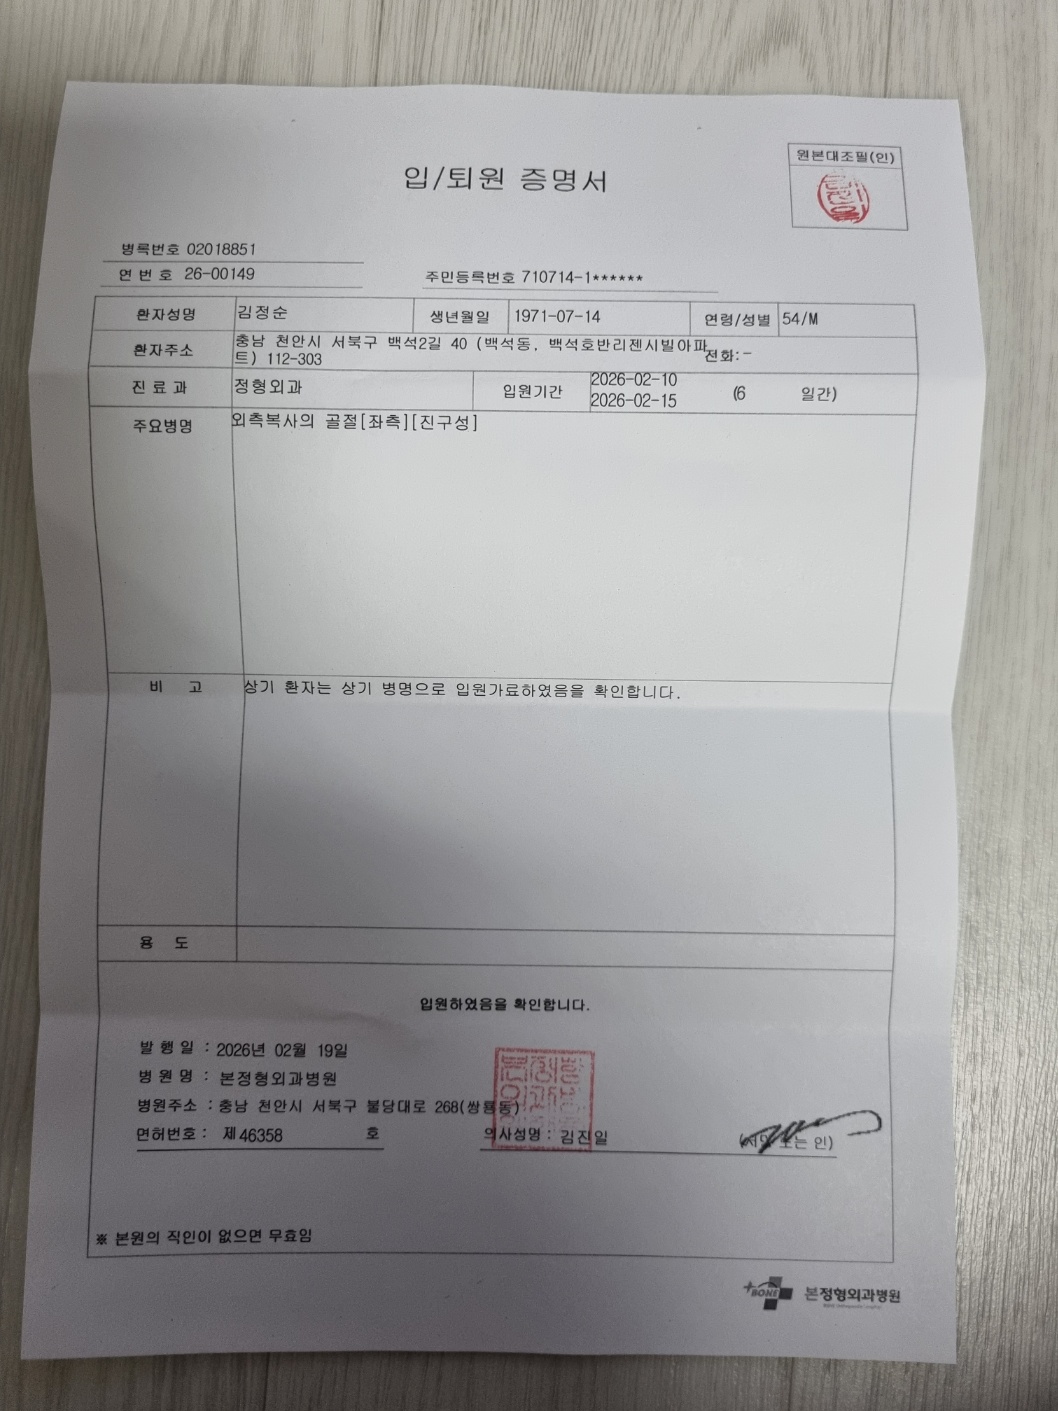 원본대조필(인)
입/퇴원 증명서
병록번호 02018851
연 번 호 26-00149
주민등록번호 710714-1******
환자성명 김정순 생년월일 1971-07-14 연령/성별 54/M
환자주소 충남 천안시 서북구 백석2길 40 (백석동, 백석호반리젠시빌아파
트) 112-303 전화:-
진 료 과 정형외과 입원기간 2026-02-10
2026-02-15 (6 일간)
주요병명 외측복사의 골절[좌측][진구성]
비 고 상기 환자는 상기 병명으로 입원가료하였음을 확인합니다.
용 도
입원하였음을 확인합니다.
발 행 일 : 2026년 02월 19일
병 원 명 : 본정형외과병원
병원주소 : 충남 천안시 서북구 불당대로 268(쌍용동)
면허번호 : 제 46358 호 의사성명 : 김진일 (서명 또는 인)
※ 본원의 직인이 없으면 무효임
BONE 본정형외과병원